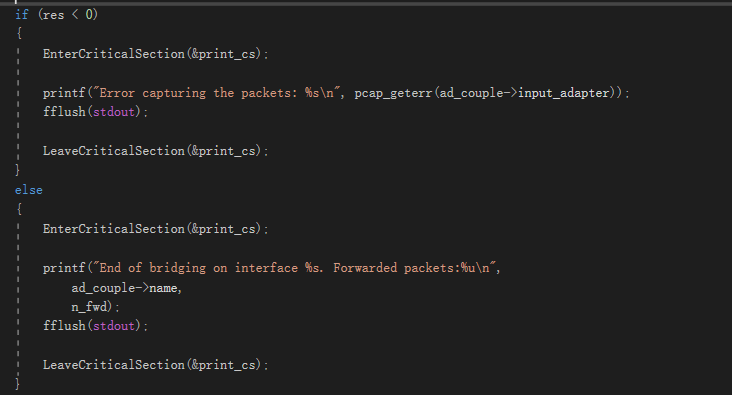 if (res < 0)
{
EnterCriticalSection(&print_cs);
printf("Error capturing the packets: %s\n", pcap_geterr(ad_couple->input_adapter));
fflush(stdout);
LeaveCriticalSection(&print_cs);
}
else
{
EnterCriticalSection(&print_cs);
printf("End of bridging on interface %s. Forwarded packets:%u\n",
ad_couple->name,
n_fwd);
fflush(stdout);
LeaveCriticalSection(&print_cs);
}